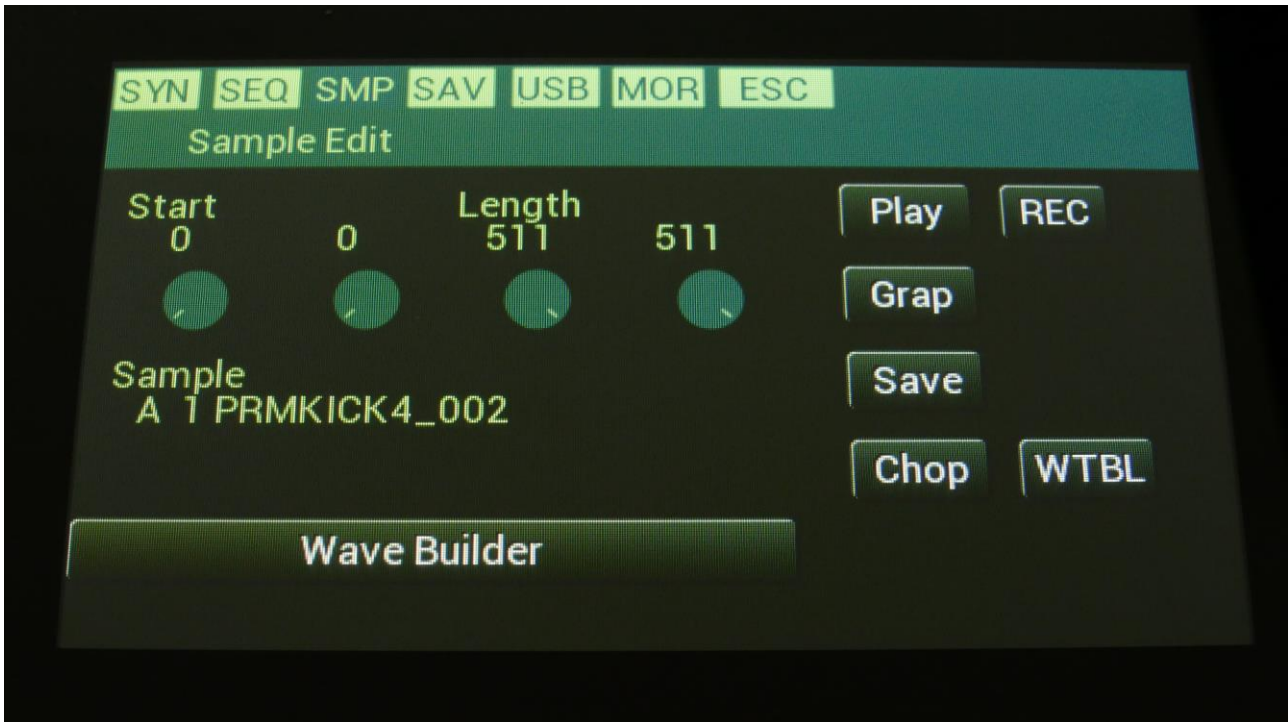 SYN SEQ SMP SAV USB MOR ESC
Sample Edit
Start Length
0 0 511 511
Play REC
Grap
Sample
A 1 PRMKICK4_002
Save
Chop WTBL
Wave Builder